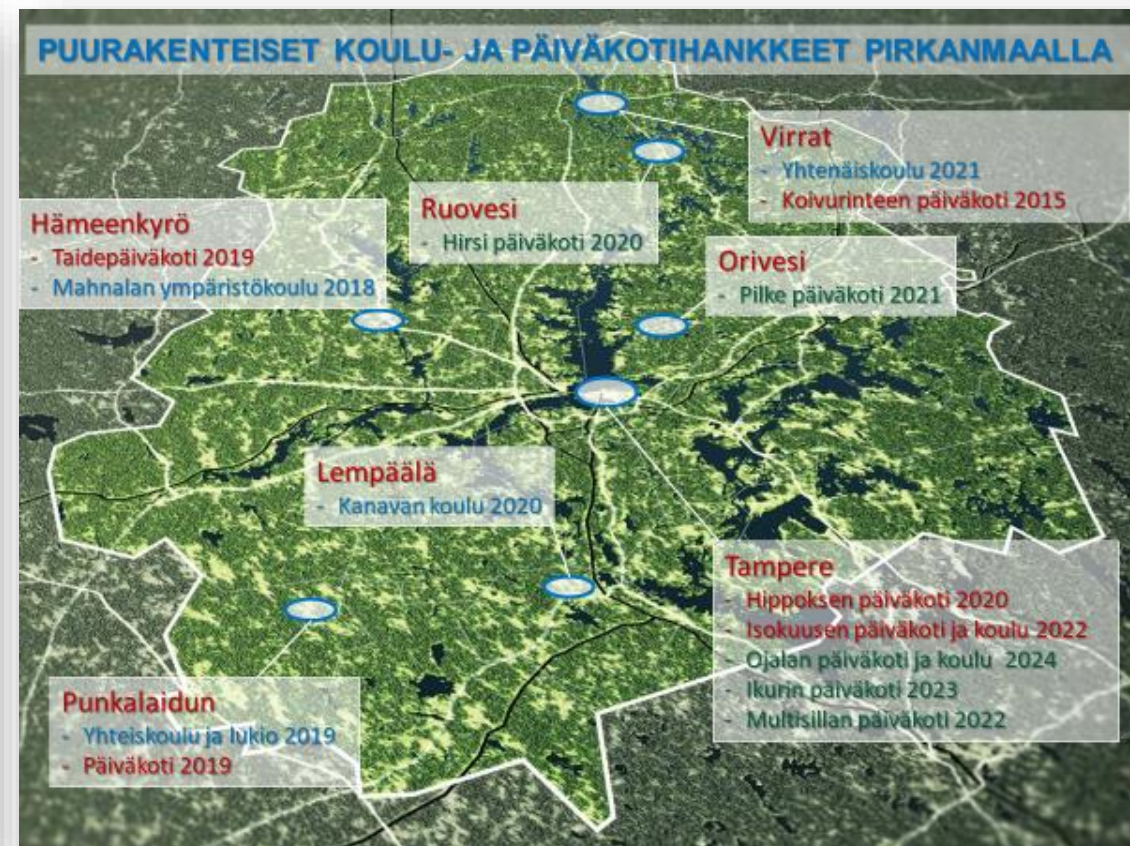 PUURAKENTEISET KOULU- JA PÄIVÄKOTIHANKKEET PIRKANMAALLA
Virrat
- Yhtenäiskoulu 2021
- Koivurinteen päiväkoti 2015
Ruovesi
- Hirsi päiväkoti 2020
Hämeenkyrö
- Taidepäiväkoti 2019
- Mahnalan ympäristökoulu 2018
Orivesi
- Pilke päiväkoti 2021
Lempäälä
- Kanavan koulu 2020
Tampere
- Hippoksen päiväkoti 2020
- Isokuusen päiväkoti ja koulu 2022
- Ojalan päiväkoti ja koulu 2024
- Ikurin päiväkoti 2023
- Multisillan päiväkoti 2022
Punkalaidun
- Yhteiskoulu ja lukio 2019
- Päiväkoti 2019